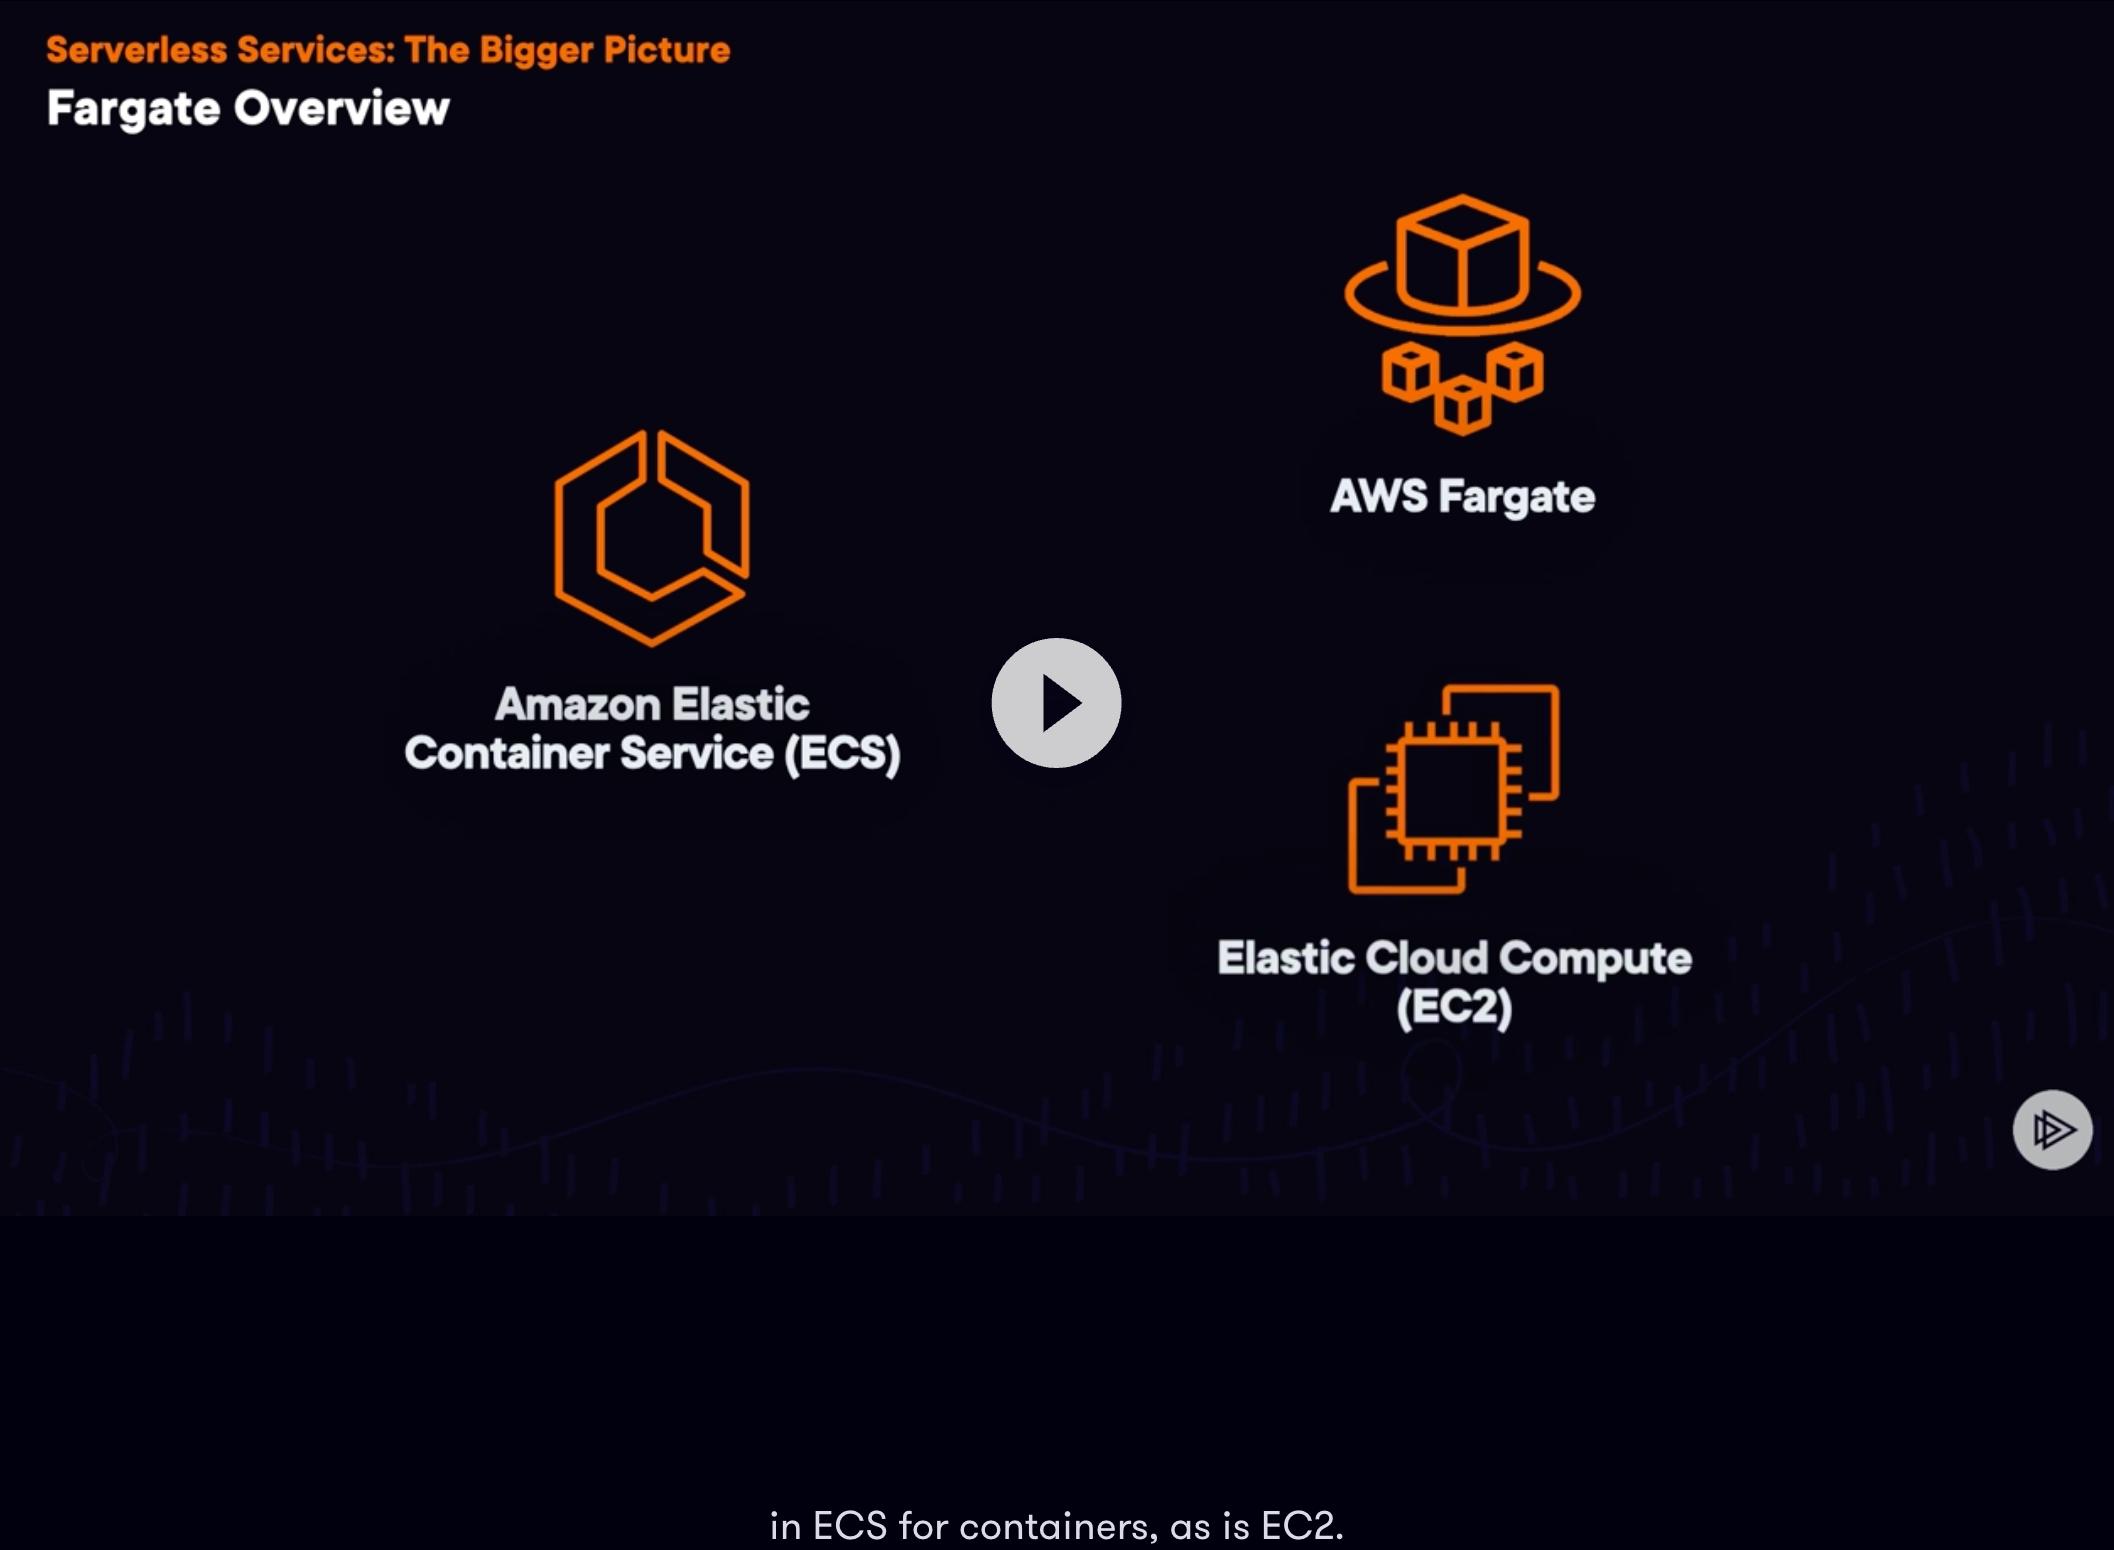 Serverless Services: The Bigger Picture
Fargate Overview
AWS Fargate
Amazon Elastic
Container Service (ECS)
Elastic Cloud Compute
(EC2)
in ECS for containers, as is EC2.